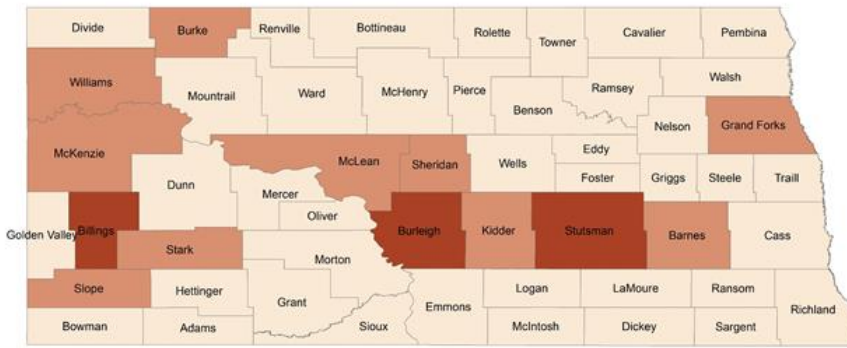 Divide
Burke
Renville
Bottineau
Rolette
Towner
Cavalier
Pembina
Williams
Mountrail
Ward
McHenry
Pierce
Benson
Ramsey
Walsh
Nelson
Grand Forks
McKenzie
Dunn
McLean
Sheridan
Wells
Eddy
Foster
Griggs
Steele
Traill
Mercer
Oliver
Golden Valley
Billings
Stark
Morton
Burleigh
Kidder
Stutsman
Barnes
Cass
Slope
Hettinger
Grant
Emmons
Logan
LaMoure
Ransom
Richland
Bowman
Adams
Sioux
McIntosh
Dickey
Sargent